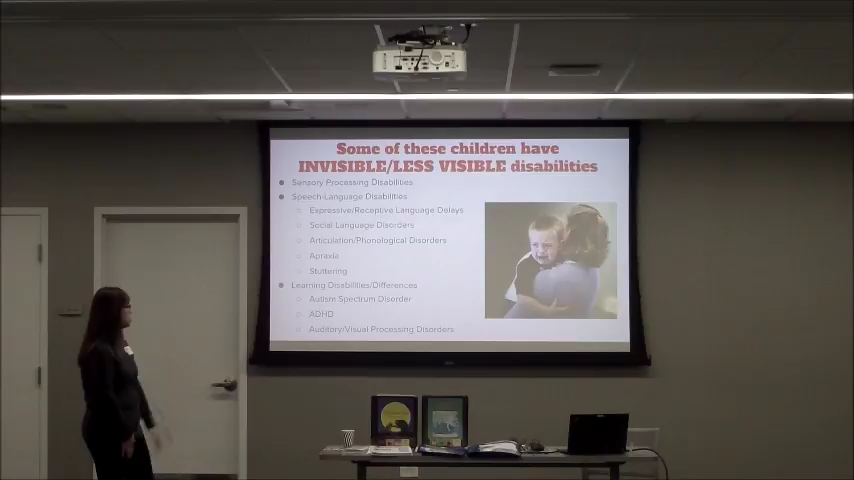 Some of these children have
INVISIBLE/LESS VISIBLE disabilities
Sensory Processing Disabilities
Speech-Language Disabilities
Expressive/Receptive Language Delays
Social Language Disorders
Articulation/Phonological Disorders
Apraxia
Stuttering
Learning Disabilities/Differences
Autism Spectrum Disorder
ADHD
Auditory/Visual Processing Disorders